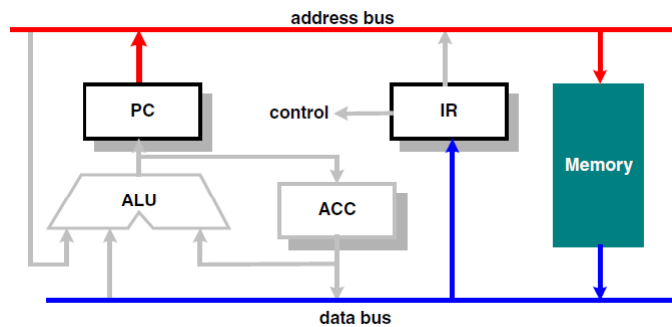 address bus
PC
control
IR
Memory
ALU
ACC
data bus